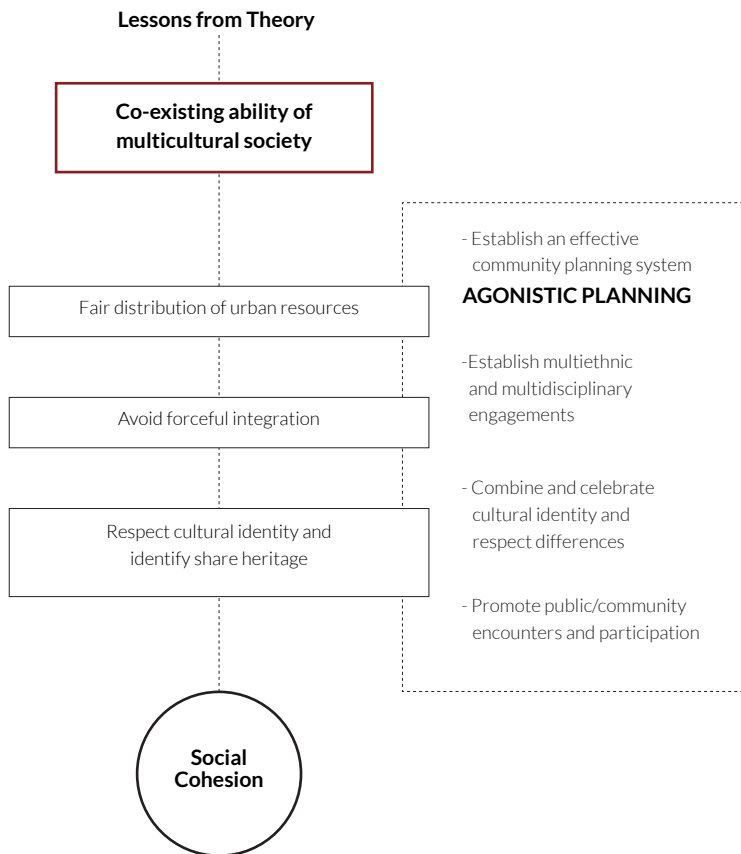 Lessons from Theory
Co-existing ability of
multicultural society
Fair distribution of urban resources
Avoid forceful integration
Respect cultural identity and
identify share heritage
Social
Cohesion
- Establish an effective
community planning system
AGONISTIC PLANNING
-Establish multiethnic
and multidisciplinary
engagements
- Combine and celebrate
cultural identity and
respect differences
- Promote public/community
encounters and participation